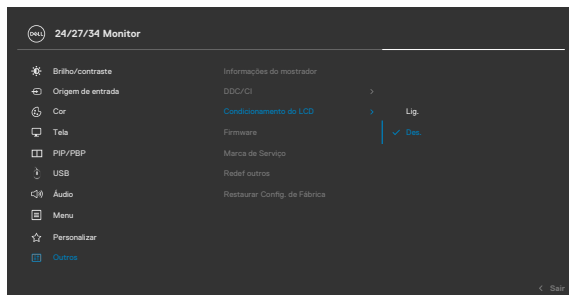 DELL 24/27/34 Monitor
Brilho/contraste Informações do mostrador
Origem de entrada DDC/CI >
Cor Condicionamento do LCD > Lig.
Tela Firmware ✓ Des.
PIP/PBP Marca de Serviço
USB Redef outros
Áudio Restaurar Config. de Fábrica
Menu
Personalizar
Outros
< Sair